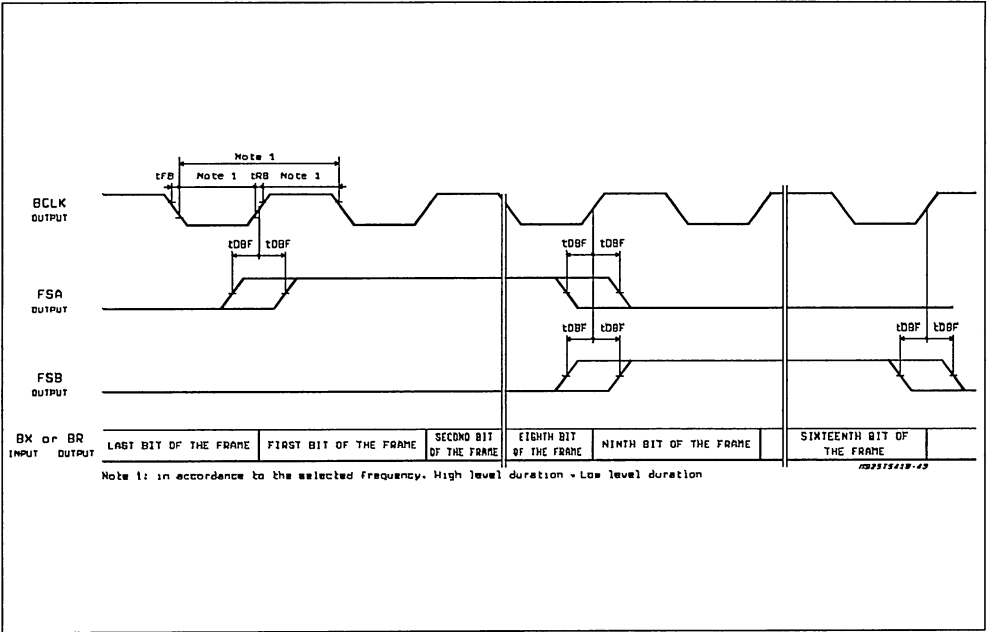 Note 1
tFB Note 1 tRB Note 1
BCLK
OUTPUT
tDBF tDBF tDBF tDBF
FSA
OUTPUT
tDBF tDBF tDBF tDBF
FSB
OUTPUT
BX or BR
INPUT OUTPUT
LAST BIT OF THE FRAME
FIRST BIT OF THE FRAME
SECOND BIT
OF THE FRAME
EIGHTH BIT
OF THE FRAME
NINTH BIT OF THE FRAME
SIXTEENTH BIT OF
THE FRAME
Note 1: in accordance to the selected frequency. High level duration = Low level duration